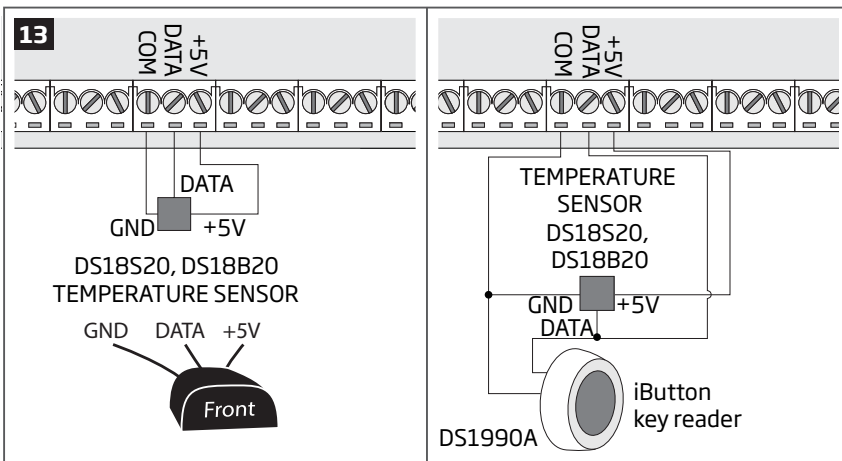 13
COM
DATA
+5V
DATA
GND
+5V
DS18S20, DS18B20
TEMPERATURE SENSOR
GND DATA +5V
Front
COM
DATA
+5V
TEMPERATURE
SENSOR
DS18S20,
DS18B20
GND +5V
DATA
iButton
key reader
DS1990A